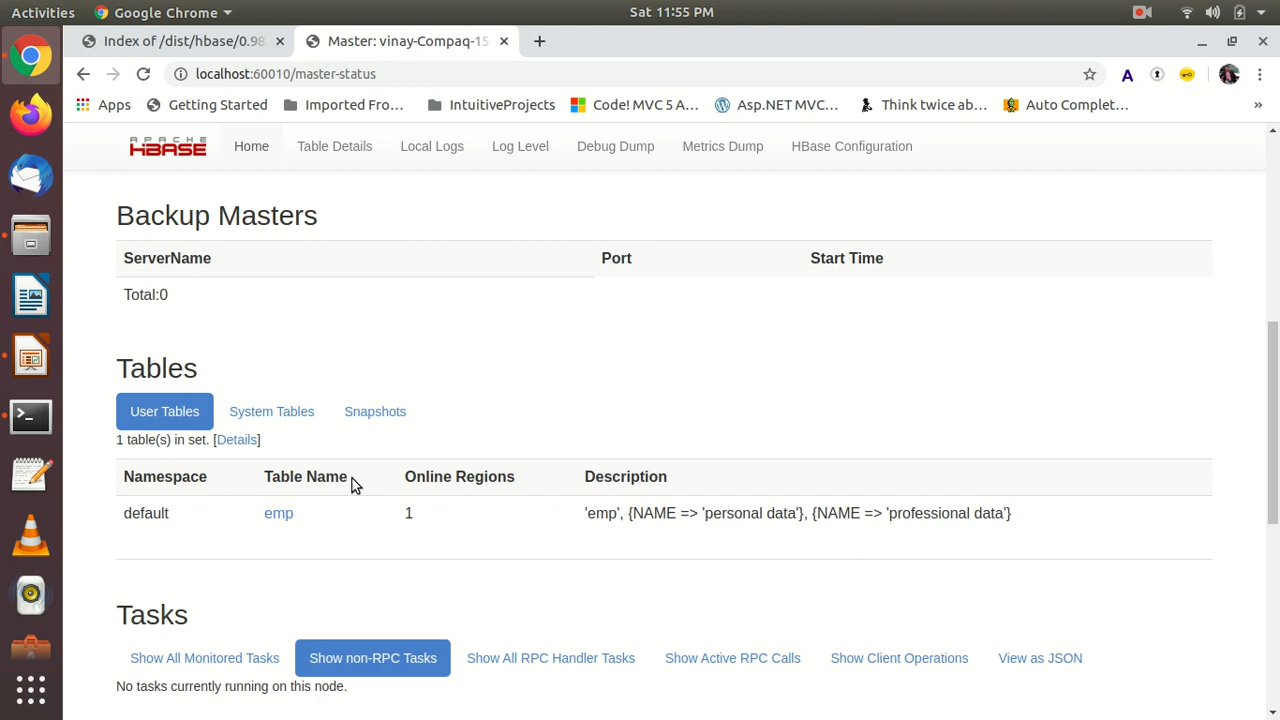 Activities Google Chrome Sat 11:55 PM
Index of /dist/hbase/0.98. Master: vinay-Compaq-15
localhost:60010/master-status
Apps Getting Started Imported Fro... IntuitiveProjects Code! MVC 5 A... Asp.NET MVC... Think twice ab... Auto Complet... »
APACHE HBASE Home Table Details Local Logs Log Level Debug Dump Metrics Dump HBase Configuration
Backup Masters
ServerName Port Start Time
Total:0
Tables
User Tables System Tables Snapshots
1 table(s) in set. [Details]
Namespace Table Name Online Regions Description
default emp 1 'emp', {NAME => 'personal data'}, {NAME => 'professional data'}
Tasks
Show All Monitored Tasks Show non-RPC Tasks Show All RPC Handler Tasks Show Active RPC Calls Show Client Operations View as JSON
No tasks currently running on this node.